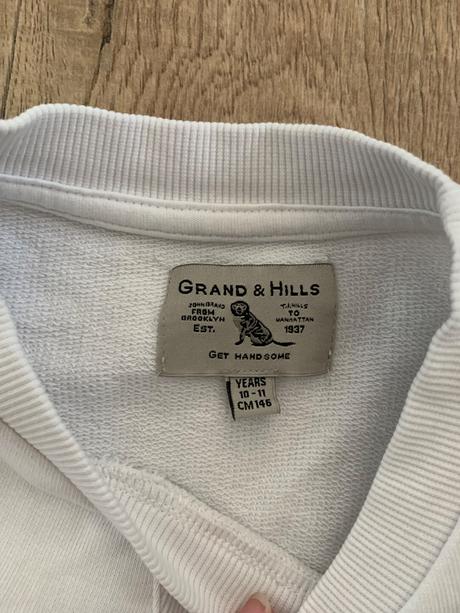 GRAND & HILLS
JOHN GRAND T.J. HILLS
FROM TO
BROOKLYN MANHATTAN
EST. 1937
GET HANDSOME
YEARS
10-11
CM146